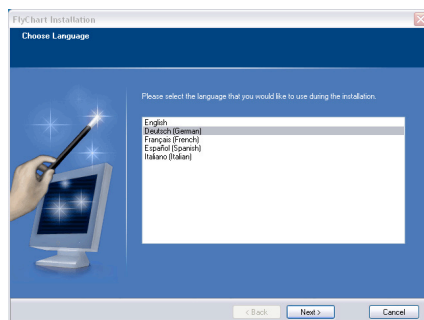 FlyChart Installation
Choose Language
Please select the language that you would like to use during the installation.
English
Deutsch (German)
Français (French)
Español (Spanish)
Italiano (Italian)
< Back
Next >
Cancel